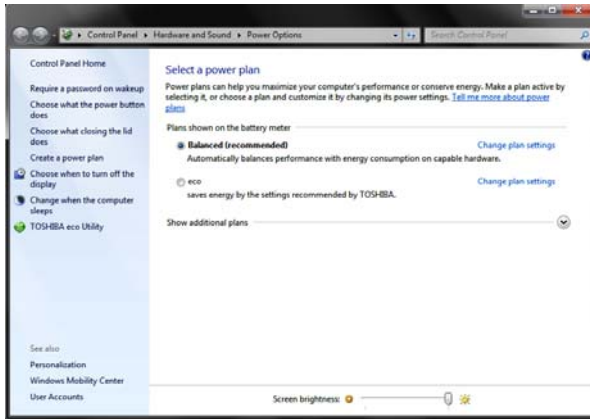 Control Panel ▸ Hardware and Sound ▸ Power Options
Search Control Panel
Control Panel Home
Require a password on wakeup
Choose what the power button
does
Choose what closing the lid
does
Create a power plan
Choose when to turn off the
display
Change when the computer
sleeps
TOSHIBA eco Utility
See also
Personalization
Windows Mobility Center
User Accounts
Select a power plan
Power plans can help you maximize your computer's performance or conserve energy. Make a plan active by
selecting it, or choose a plan and customize it by changing its power settings. Tell me more about power
plans
Plans shown on the battery meter
Balanced (recommended) Change plan settings
Automatically balances performance with energy consumption on capable hardware.
eco Change plan settings
saves energy by the settings recommended by TOSHIBA.
Show additional plans
Screen brightness: